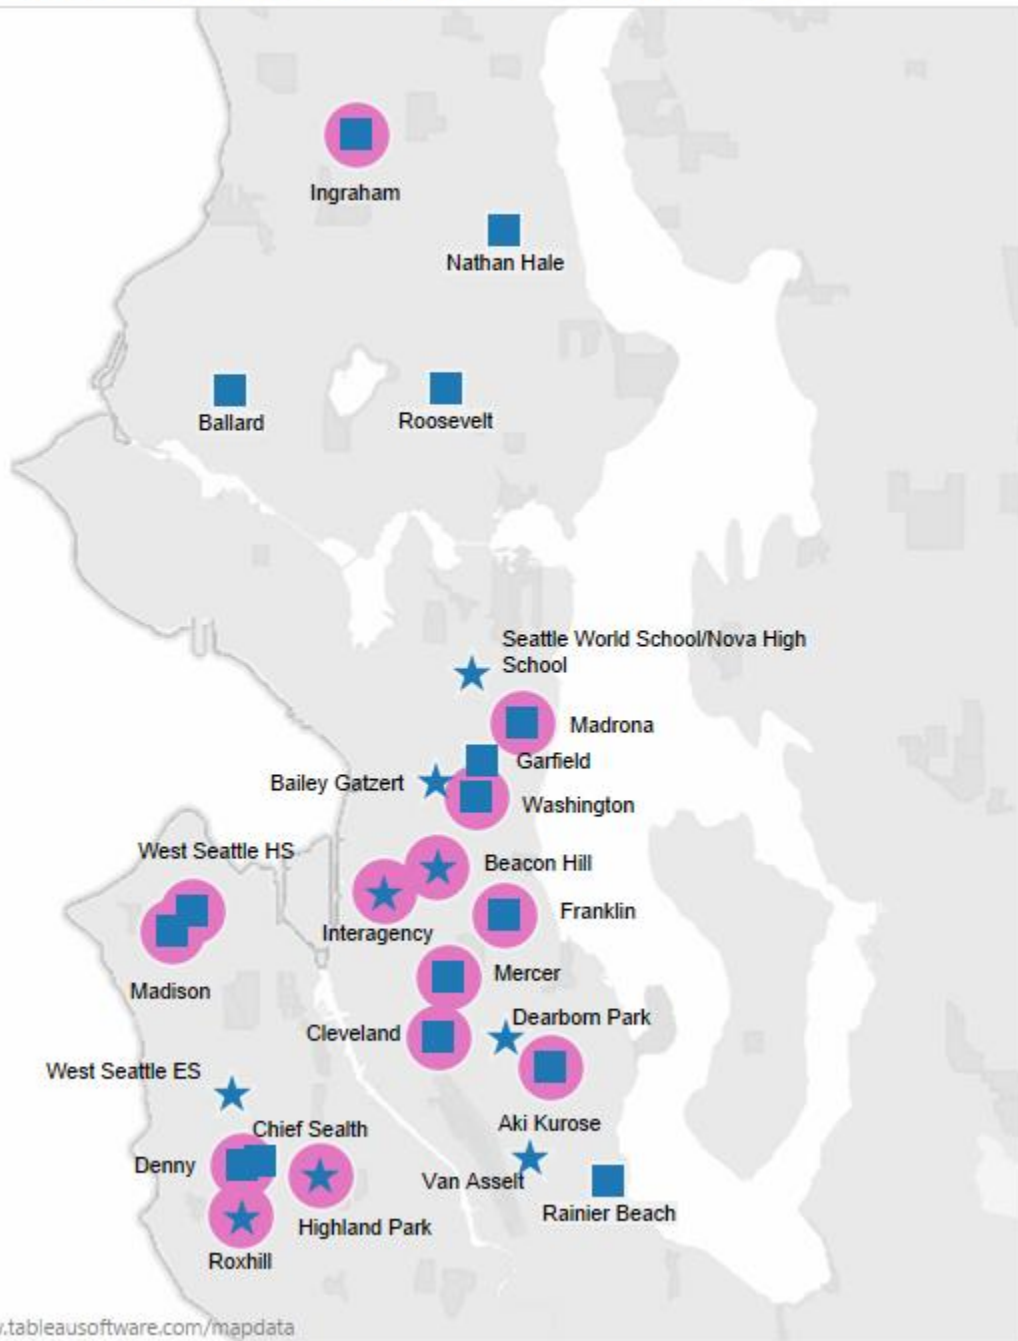 Ingraham
Nathan Hale
Ballard
Roosevelt
Seattle World School/Nova High
School
Madrona
Garfield
Bailey Gatzert
Washington
West Seattle HS
Beacon Hill
Franklin
Interagency
Mercer
Madison
Dearborn Park
Cleveland
West Seattle ES
Aki Kurose
Chief Sealth
Denny
Van Asselt
Rainier Beach
Highland Park
Roxhill
.tableausoftware.com/mapdata